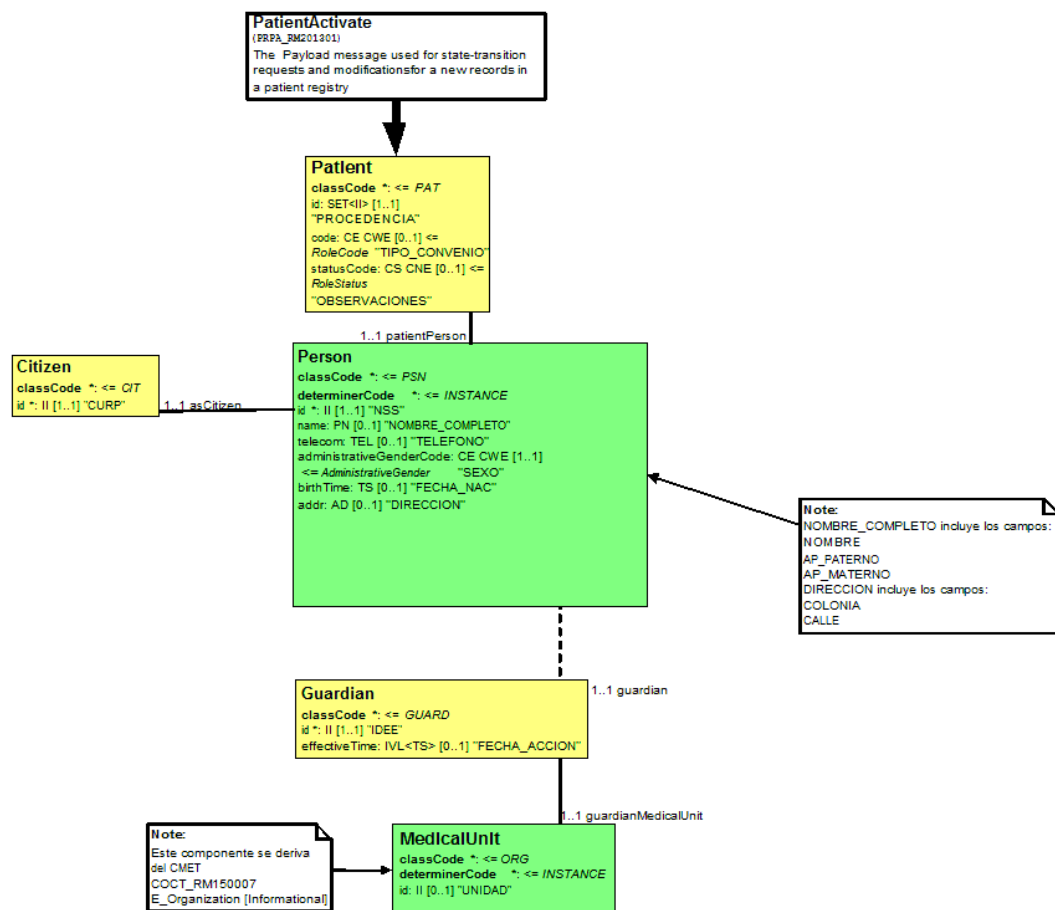 PatientActivate
(PRPA_RM201301)
The Payload message used for state-transition
requests and modificationsfor a new records in
a patient registry
Patient
classCode *: <= PAT
id: SET<II> [1..1]
"PROCEDENCIA"
code: CE CWE [0..1] <=
RoleCode "TIPO_CONVENIO"
statusCode: CS CNE [0..1] <=
RoleStatus
"OBSERVACIONES"
1..1 patientPerson
Citizen
classCode *: <= CIT
id *: II [1..1] "CURP"
1..1 asCitizen
Person
classCode *: <= PSN
determinerCode *: <= INSTANCE
id *: II [1..1] "NSS"
name: PN [0..1] "NOMBRE_COMPLETO"
telecom: TEL [0..1] "TELEFONO"
administrativeGenderCode: CE CWE [1..1]
<= AdministrativeGender "SEXO"
birthTime: TS [0..1] "FECHA_NAC"
addr: AD [0..1] "DIRECCION"
Note:
NOMBRE_COMPLETO incluye los campos:
NOMBRE
AP_PATERNO
AP_MATERNO
DIRECCION incluye los campos:
COLONIA
CALLE
1..1 guardian
Guardian
classCode *: <= GUARD
id *: II [1..1] "IDEE"
effectiveTime: IVL<TS> [0..1] "FECHA_ACCION"
1..1 guardianMedicalUnit
Note:
Este componente se deriva
del CMET
COCT_RM150007
E_Organization [Informational]
MedicalUnit
classCode *: <= ORG
determinerCode *: <= INSTANCE
id: II [0..1] "UNIDAD"